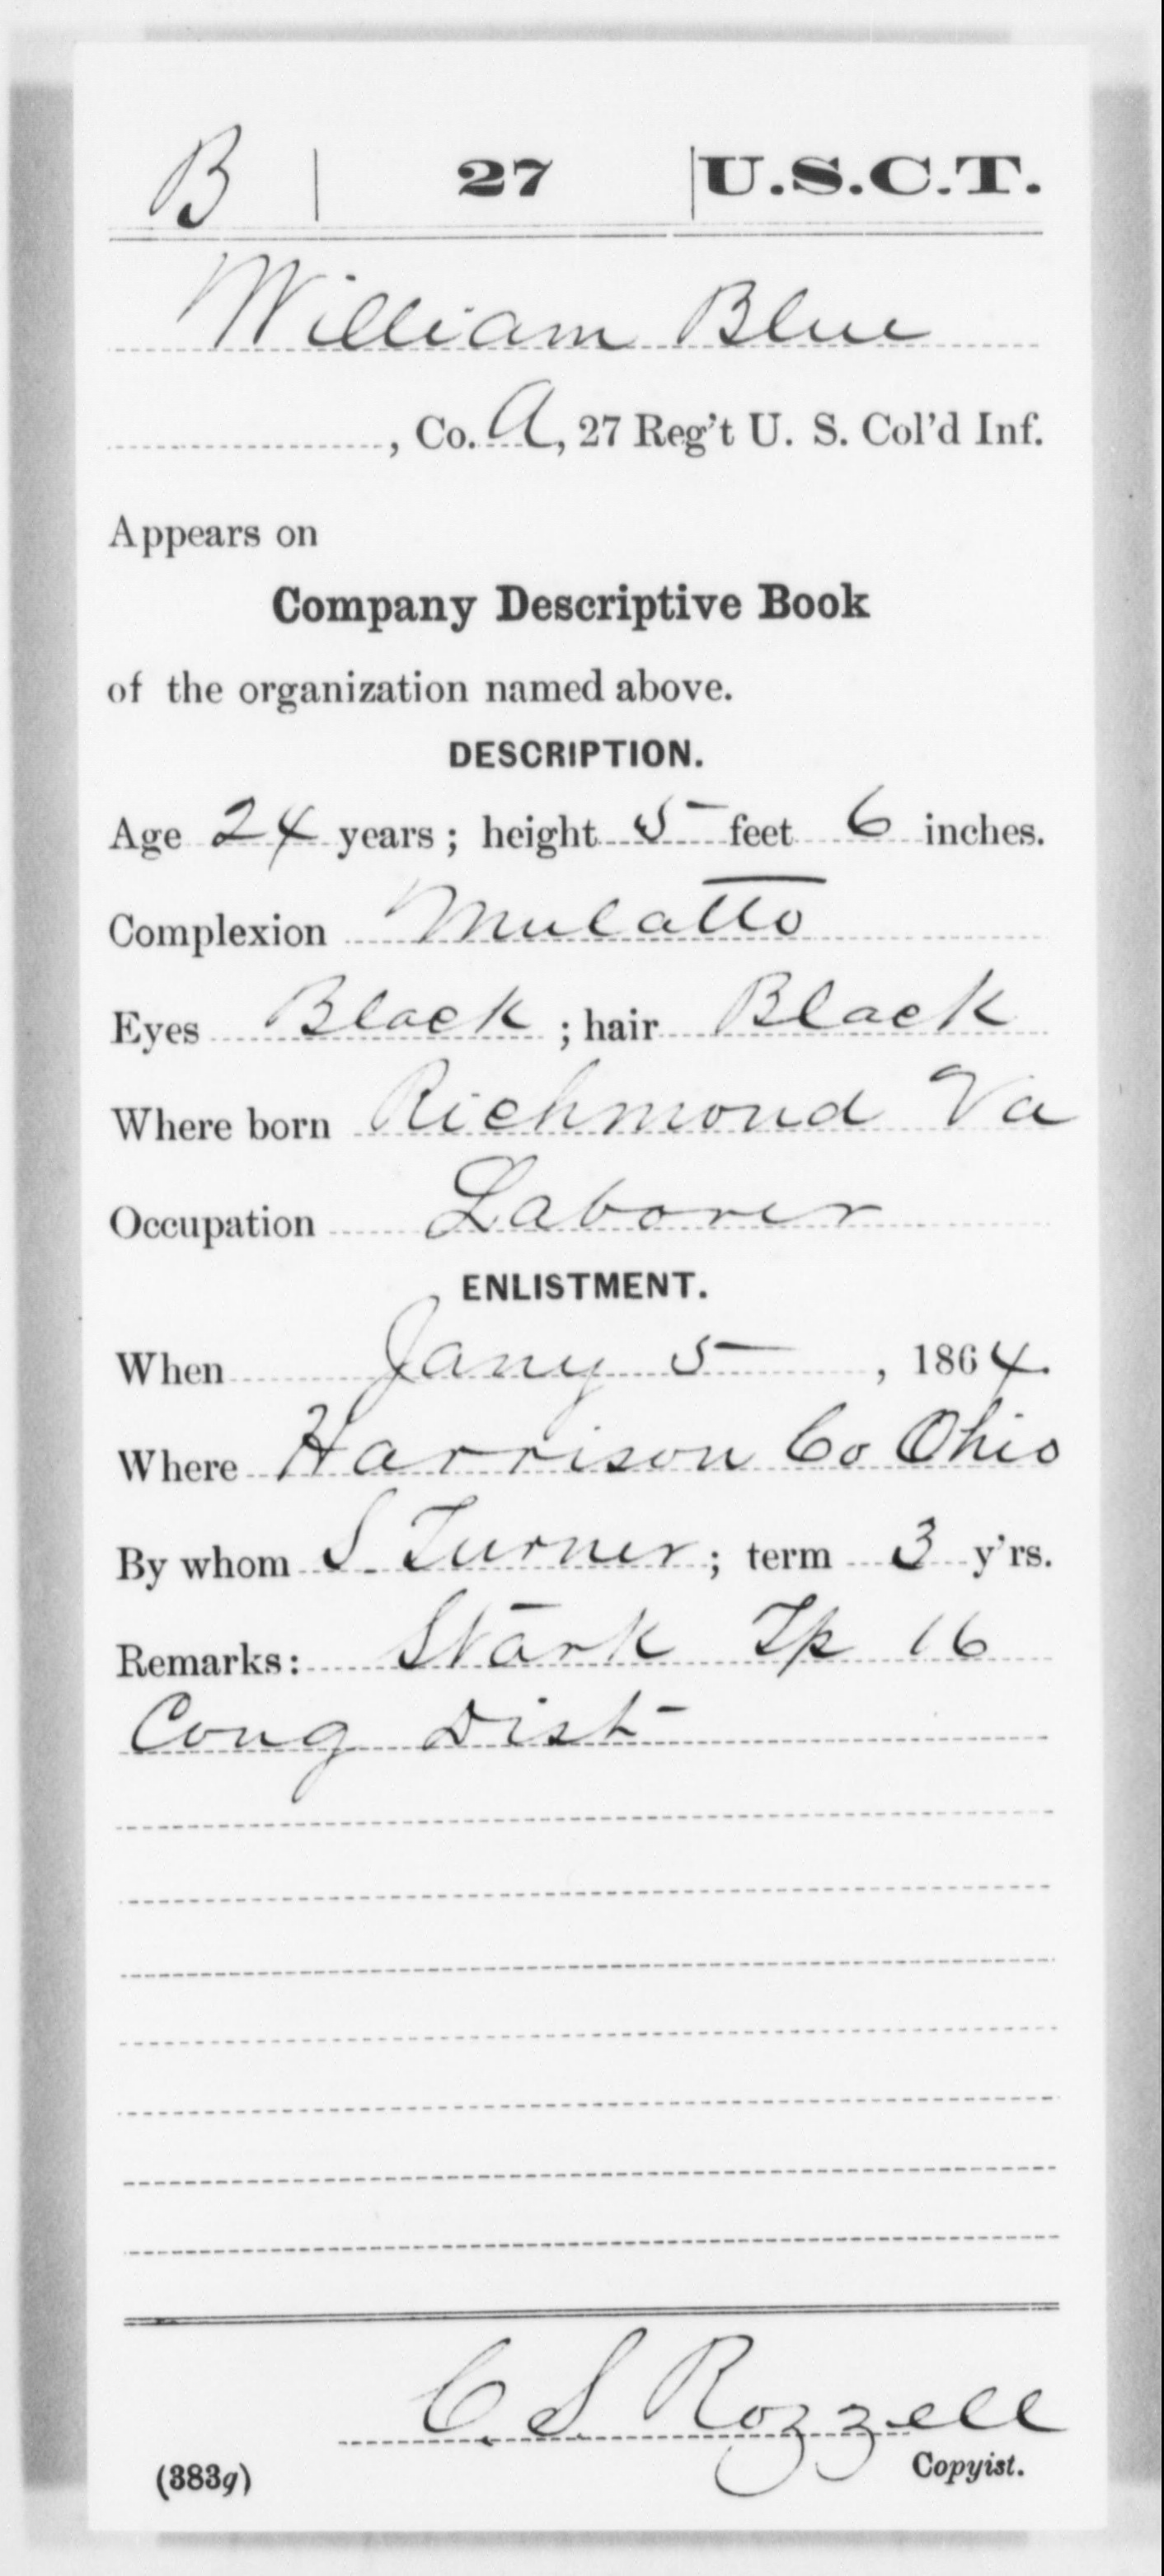 B | 27 | U.S.C.T.
William Blue
, Co. A, 27 Reg't U. S. Col'd Inf.
Appears on
Company Descriptive Book
of the organization named above.
DESCRIPTION.
Age 24 years; height 5 feet 6 inches.
Complexion Mulatto
Eyes Black; hair Black
Where born Richmond Va
Occupation Laborer
ENLISTMENT.
When Jany 5, 1864.
Where Harrison Co Ohio
By whom S. Turner; term 3 y'rs.
Remarks: Stark Tp 16
Cong Dist
C. S Rozzell
(383g) Copyist.